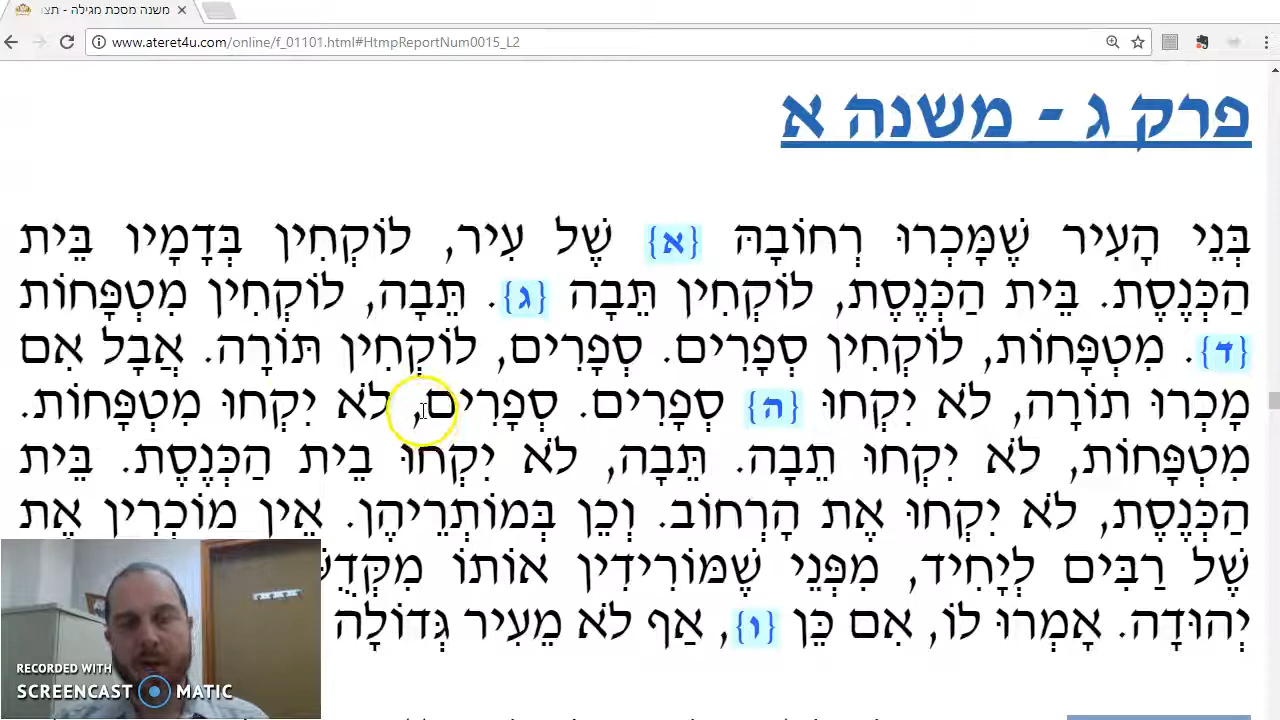 משנה מסכת מגילה - תצו
www.ateret4u.com/online/f_01101.html#HtmpReportNum0015_L2
פרק ג - משנה א
בְּנֵי הָעִיר שֶׁמָּכְרוּ רְחוֹבָהּ {א} שֶׁל עִיר, לוֹקְחִין בְּדָמָיו בֵּית
הַכְּנֶסֶת. בֵּית הַכְּנֶסֶת, לוֹקְחִין תֵּבָה {ג}. תֵּבָה, לוֹקְחִין מִטְפָּחוֹת
{ד}. מִטְפָּחוֹת, לוֹקְחִין סְפָרִים. סְפָרִים, לוֹקְחִין תּוֹרָה. אֲבָל אִם
מָכְרוּ תוֹרָה, לֹא יִקְחוּ {ה} סְפָרִים. סְפָרִים, לֹא יִקְחוּ מִטְפָּחוֹת.
מִטְפָּחוֹת, לֹא יִקְחוּ תֵבָה. תֵּבָה, לֹא יִקְחוּ בֵית הַכְּנֶסֶת. בֵּית
הַכְּנֶסֶת, לֹא יִקְחוּ אֶת הָרְחוֹב. וְכֵן בְּמוֹתְרֵיהֶן. אֵין מוֹכְרִין אֶת
שֶׁל רַבִּים לְיָחִיד, מִפְּנֵי שֶׁמּוֹרִידִין אוֹתוֹ
יְהוּדָה. אָמְרוּ לוֹ, אִם כֵּן {ו}, אַף לֹא מֵעִיר גְּדוֹלָה
RECORDED WITH
SCREENCAST MATIC